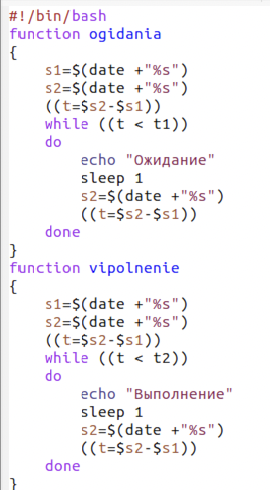 #!/bin/bash
function ogidania
{
    s1=$(date +"%s")
    s2=$(date +"%s")
    ((t=$s2-$s1))
    while ((t < t1))
    do
        echo "Ожидание"
        sleep 1
        s2=$(date +"%s")
        ((t=$s2-$s1))
    done
}
function vipolnenie
{
    s1=$(date +"%s")
    s2=$(date +"%s")
    ((t=$s2-$s1))
    while ((t < t2))
    do
        echo "Выполнение"
        sleep 1
        s2=$(date +"%s")
        ((t=$s2-$s1))
    done
}